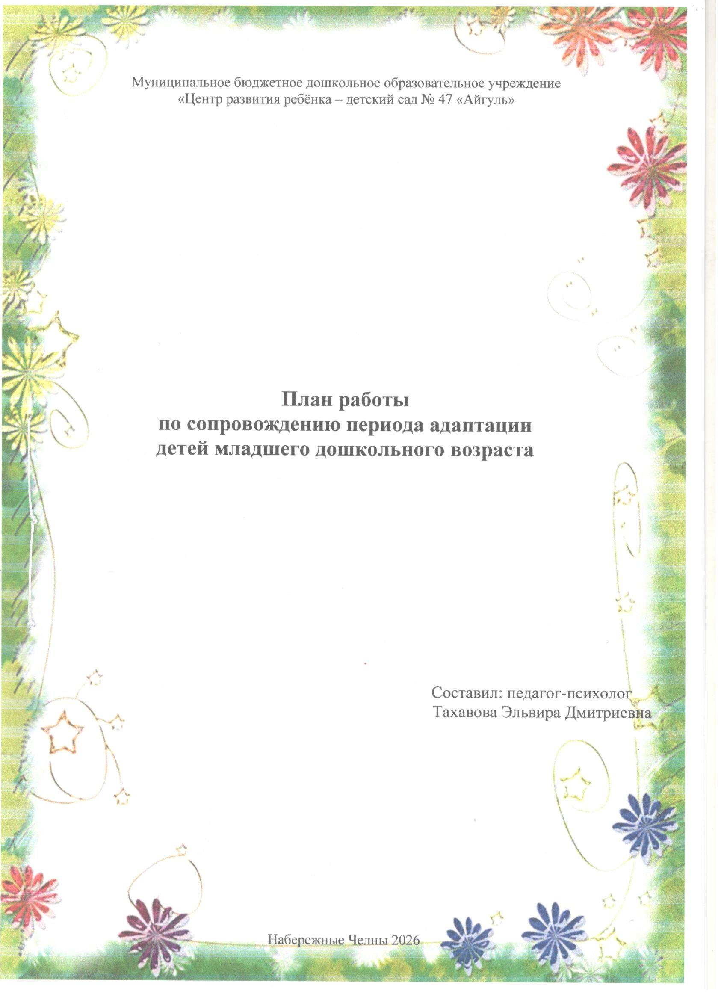 Муниципальное бюджетное дошкольное образовательное учреждение
«Центр развития ребёнка – детский сад № 47 «Айгуль»
План работы
по сопровождению периода адаптации
детей младшего дошкольного возраста
Составил: педагог-психолог
Тахавова Эльвира Дмитриевна
Набережные Челны 2026